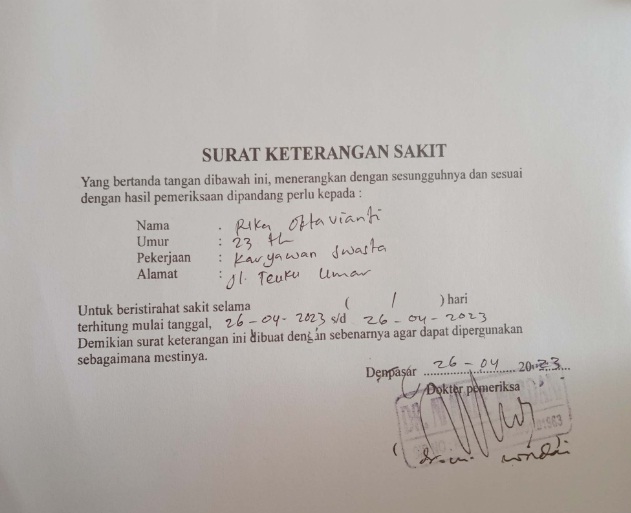 SURAT KETERANGAN SAKIT
Yang bertanda tangan dibawah ini, menerangkan dengan sesungguhnya dan sesuai
dengan hasil pemeriksaan dipandang perlu kepada :
Nama : Rika Oktavianti
Umur : 23 th
Pekerjaan : Karyawan Swasta
Alamat : Jl. Teuku Umar
Untuk beristirahat sakit selama ( 1 ) hari
terhitung mulai tanggal, 26-04-2023 s/d 26-04-2023
Demikian surat keterangan ini dibuat dengan sebenarnya agar dapat dipergunakan
sebagaimana mestinya.
Denpasar 26-04 2023
Dokter pemeriksa
DR.